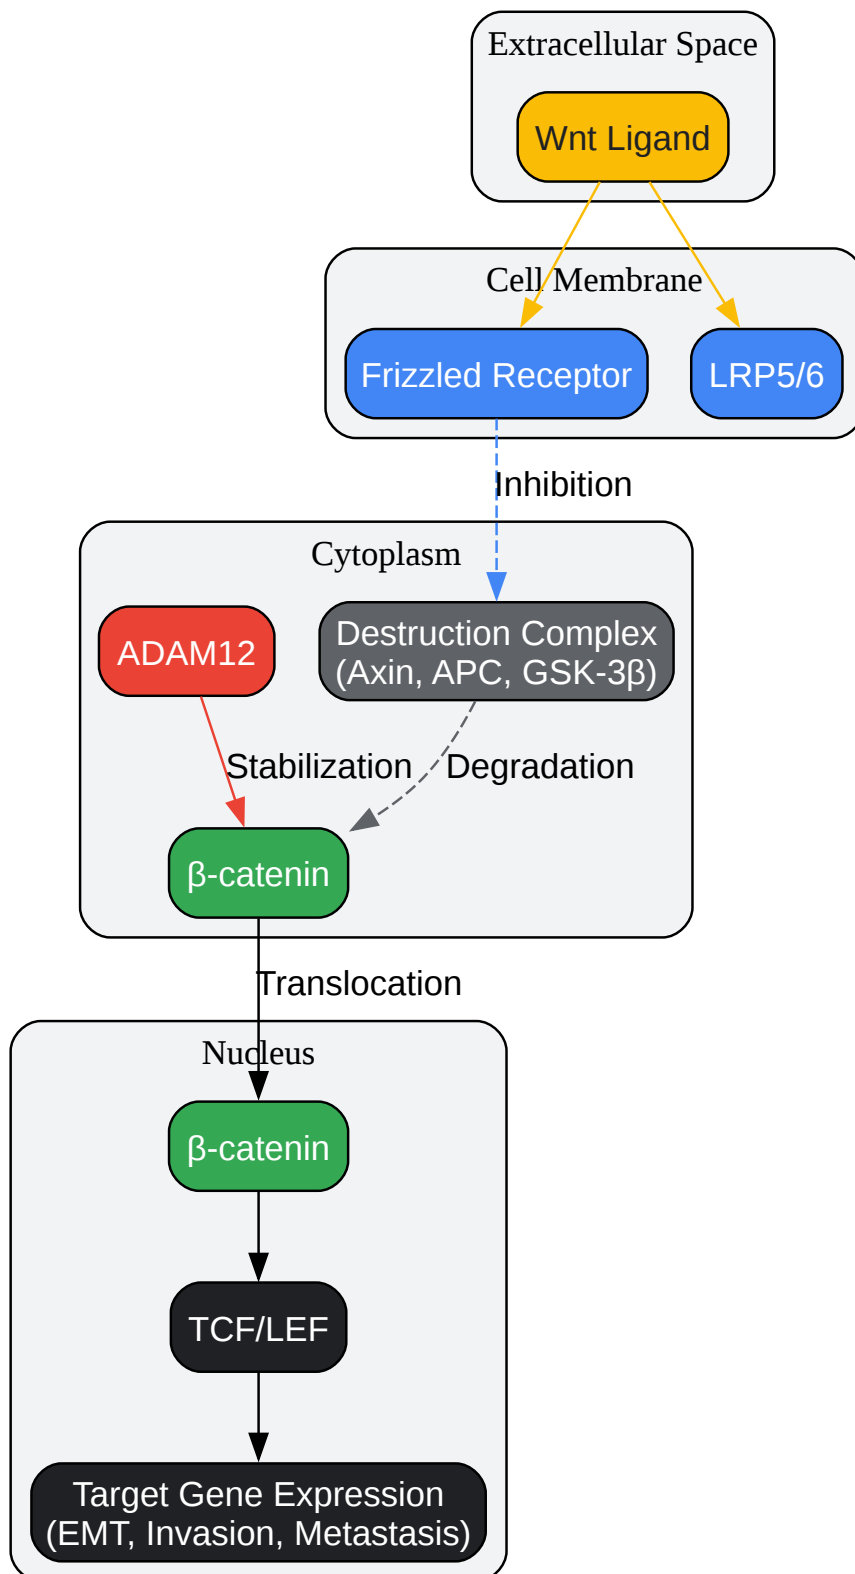 Extracellular Space
Wnt Ligand
Cell Membrane
Frizzled Receptor
LRP5/6
Inhibition
Cytoplasm
ADAM12
Destruction Complex
(Axin, APC, GSK-3β)
Stabilization
Degradation
β-catenin
Translocation
Nucleus
β-catenin
TCF/LEF
Target Gene Expression
(EMT, Invasion, Metastasis)